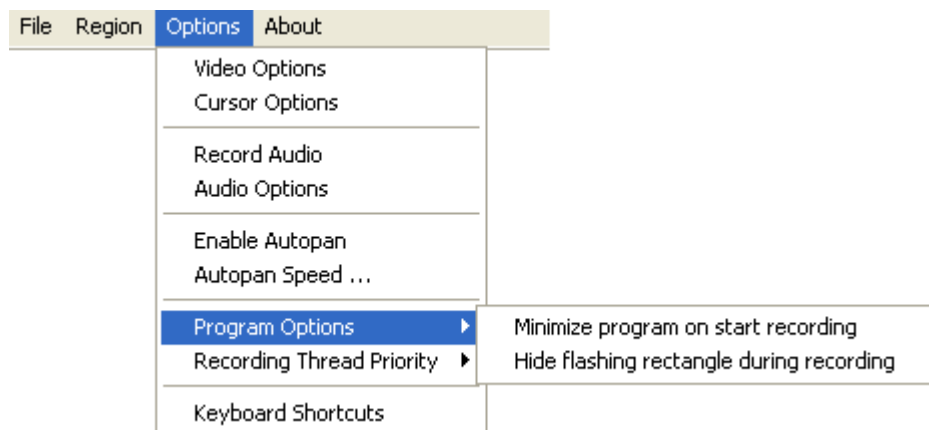 File Region Options About
Video Options
Cursor Options
Record Audio
Audio Options
Enable Autopan
Autopan Speed ...
Program Options
Minimize program on start recording
Recording Thread Priority
Hide flashing rectangle during recording
Keyboard Shortcuts